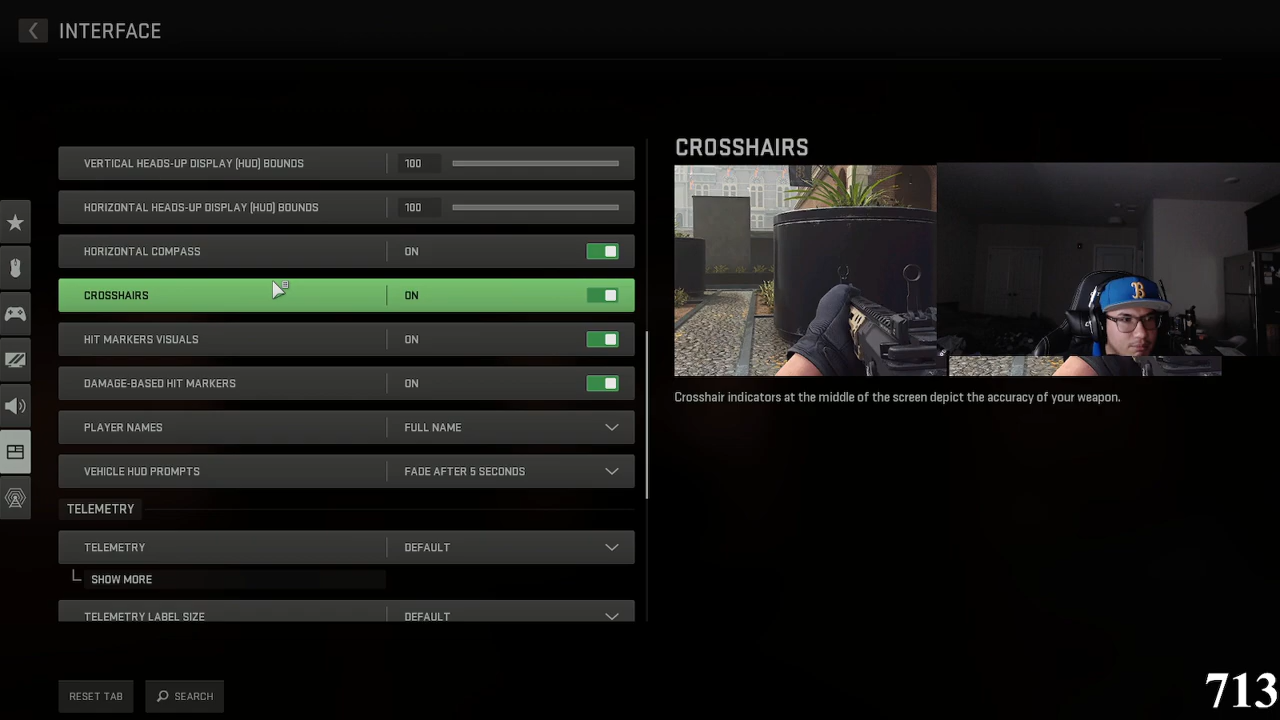 INTERFACE
VERTICAL HEADS-UP DISPLAY (HUD) BOUNDS 100
HORIZONTAL HEADS-UP DISPLAY (HUD) BOUNDS 100
HORIZONTAL COMPASS ON
CROSSHAIRS ON
HIT MARKERS VISUALS ON
DAMAGE-BASED HIT MARKERS ON
PLAYER NAMES FULL NAME
VEHICLE HUD PROMPTS FADE AFTER 5 SECONDS
TELEMETRY
TELEMETRY DEFAULT
SHOW MORE
TELEMETRY LABEL SIZE DEFAULT
RESET TAB SEARCH
CROSSHAIRS
B
Crosshair indicators at the middle of the screen depict the accuracy of your weapon.
713